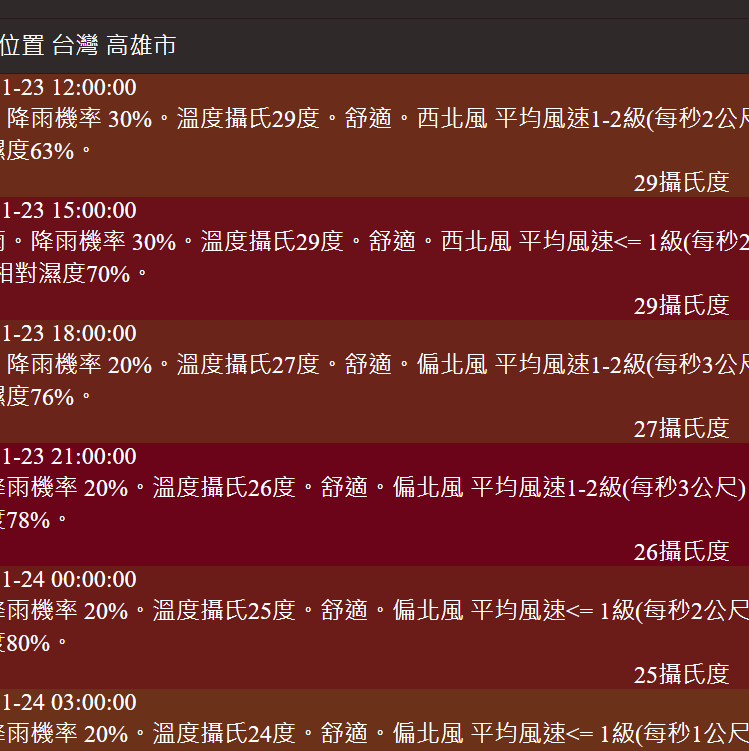 位置 台灣 高雄市
1-23 12:00:00
。降雨機率 30%。溫度攝氏29度。舒適。西北風 平均風速1-2級(每秒2公尺
濕度63%。
29攝氏度
1-23 15:00:00
雨。降雨機率 30%。溫度攝氏29度。舒適。西北風 平均風速<= 1級(每秒2
相對濕度70%。
29攝氏度
1-23 18:00:00
。降雨機率 20%。溫度攝氏27度。舒適。偏北風 平均風速1-2級(每秒3公尺
濕度76%。
27攝氏度
1-23 21:00:00
降雨機率 20%。溫度攝氏26度。舒適。偏北風 平均風速1-2級(每秒3公尺)
度78%。
26攝氏度
1-24 00:00:00
降雨機率 20%。溫度攝氏25度。舒適。偏北風 平均風速<= 1級(每秒2公尺
度80%。
25攝氏度
1-24 03:00:00
降雨機率 20%。溫度攝氏24度。舒適。偏北風 平均風速<= 1級(每秒1公尺